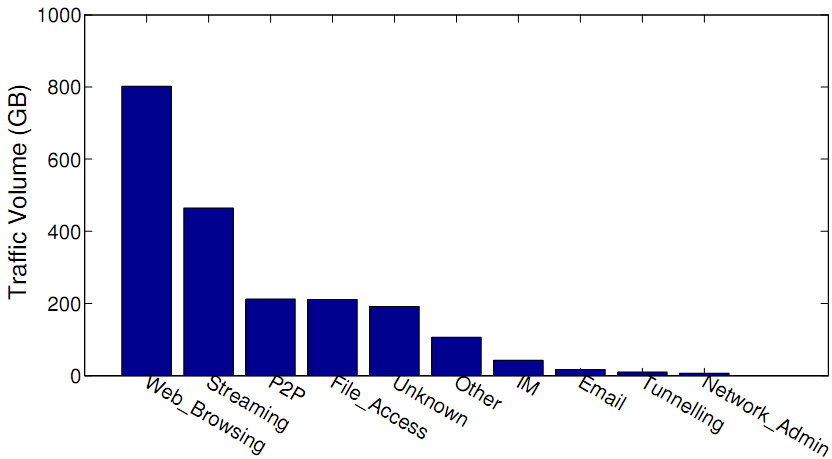 1000
800
600
400
200
0
Traffic Volume (GB)
Web_Browsing
Streaming
P2P
File_Access
Unknown
Other
IM
Email
Tunnelling
Network_Admin